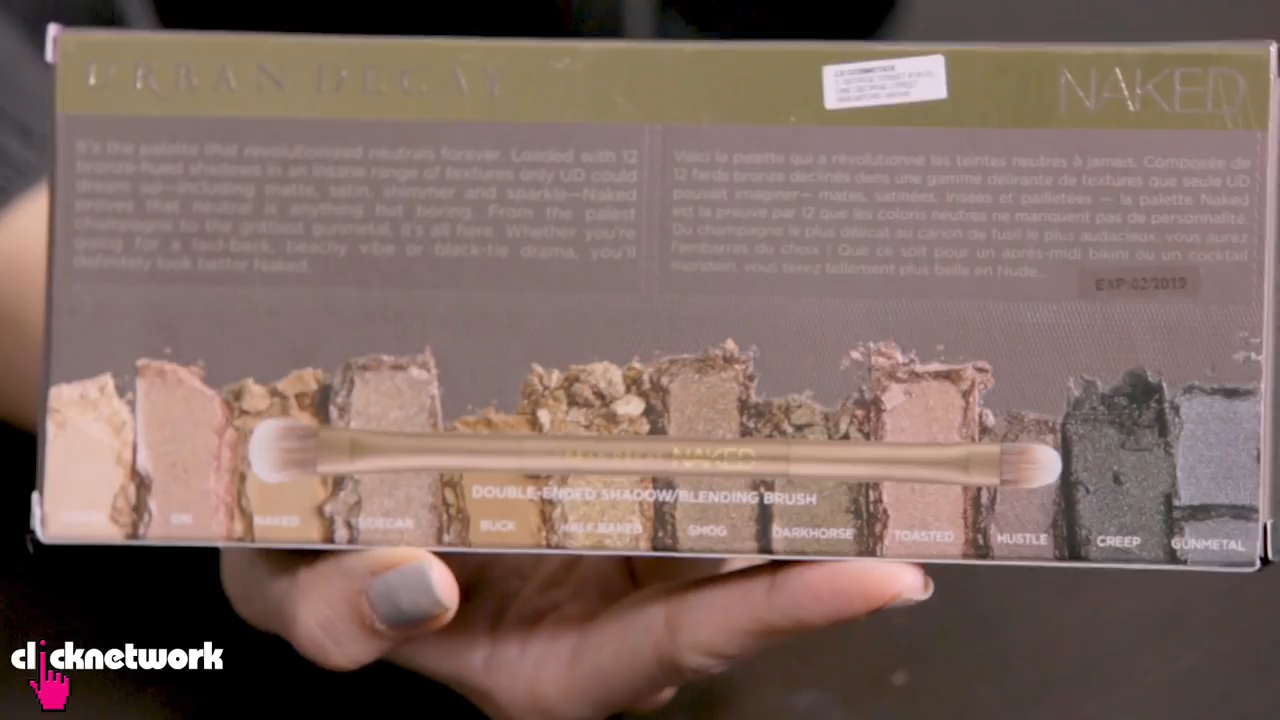 URBAN DECAY
NAKED
It's the palette that revolutionized neutrals forever. Loaded with 12
bronze-hued shadows in an insane range of textures only UD could
dream up—including matte, satin, shimmer and sparkle—Naked
proves that neutral is anything but boring. From the palest
champagne to the grittiest gunmetal, it's all here. Whether you're
going for a laid-back, beachy vibe or black-tie drama, you'll
definitely look better Naked.
Voici la palette qui a révolutionné les teintes neutres à jamais. Composée de
12 fards bronze déclinés dans une gamme délirante de textures que seule UD
pouvait imaginer— mates, satinées, irisées et pailletées — la palette Naked
est la preuve par 12 que les coloris neutres ne manquent pas de personnalité.
Du champagne le plus délicat au canon de fusil le plus audacieux, vous aurez
l'embarras du choix ! Que ce soit pour un après-midi bikini ou un cocktail
mondain, vous serez tellement plus belle en Nude...
EXP:02/2019
URBAN DECAY NAKED
DOUBLE-ENDED SHADOW/BLENDING BRUSH
SIN
NAKED
SIDECAR
BUCK
HALF BAKED
SMOG
DARKHORSE
TOASTED
HUSTLE
CREEP
GUNMETAL
clicknetwork